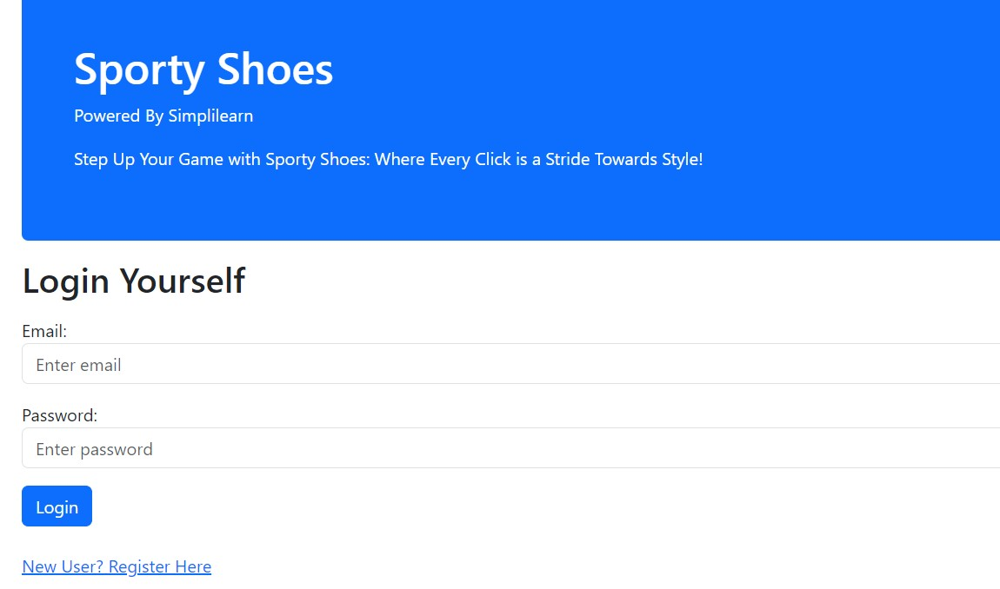 Sporty Shoes
Powered By Simplilearn
Step Up Your Game with Sporty Shoes: Where Every Click is a Stride Towards Style!
Login Yourself
Email:
Enter email
Password:
Enter password
Login
New User? Register Here